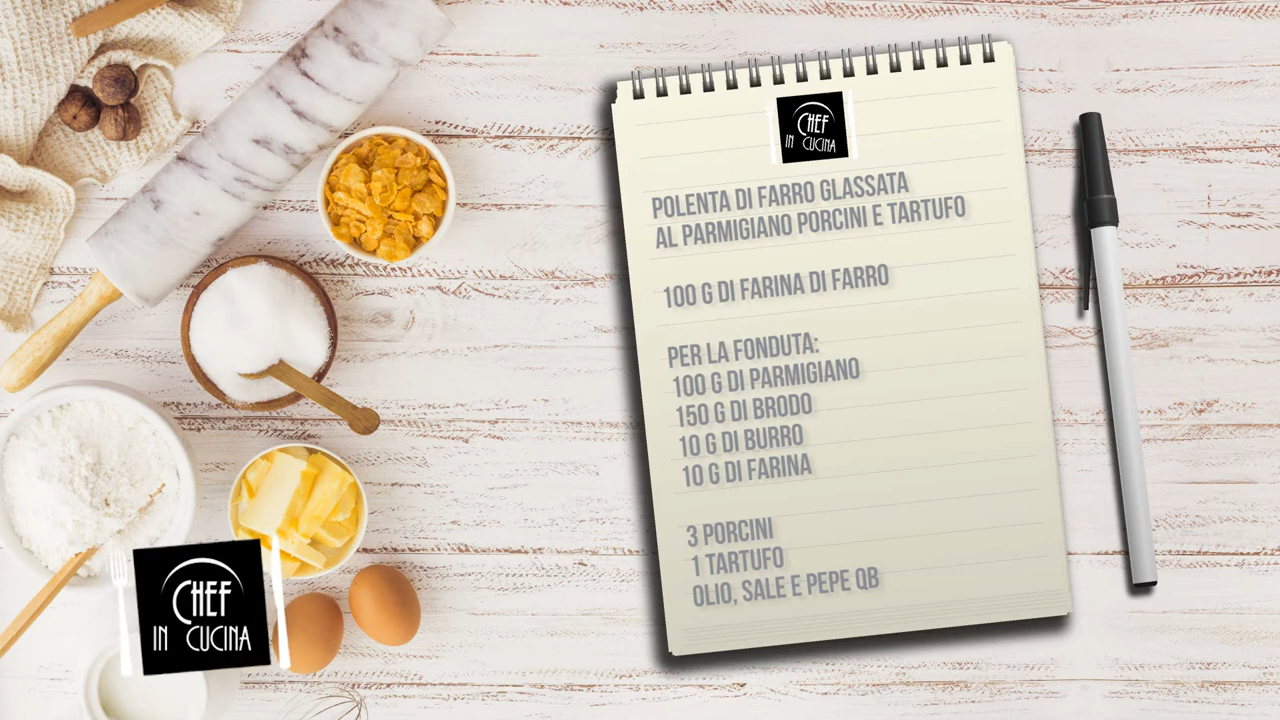 CHEF
IN CUCINA
POLENTA DI FARRO GLASSATA
AL PARMIGIANO PORCINI E TARTUFO
100 G DI FARINA DI FARRO
PER LA FONDUTA:
100 G DI PARMIGIANO
150 G DI BRODO
10 G DI BURRO
10 G DI FARINA
3 PORCINI
1 TARTUFO
OLIO, SALE E PEPE QB
CHEF
IN CUCINA